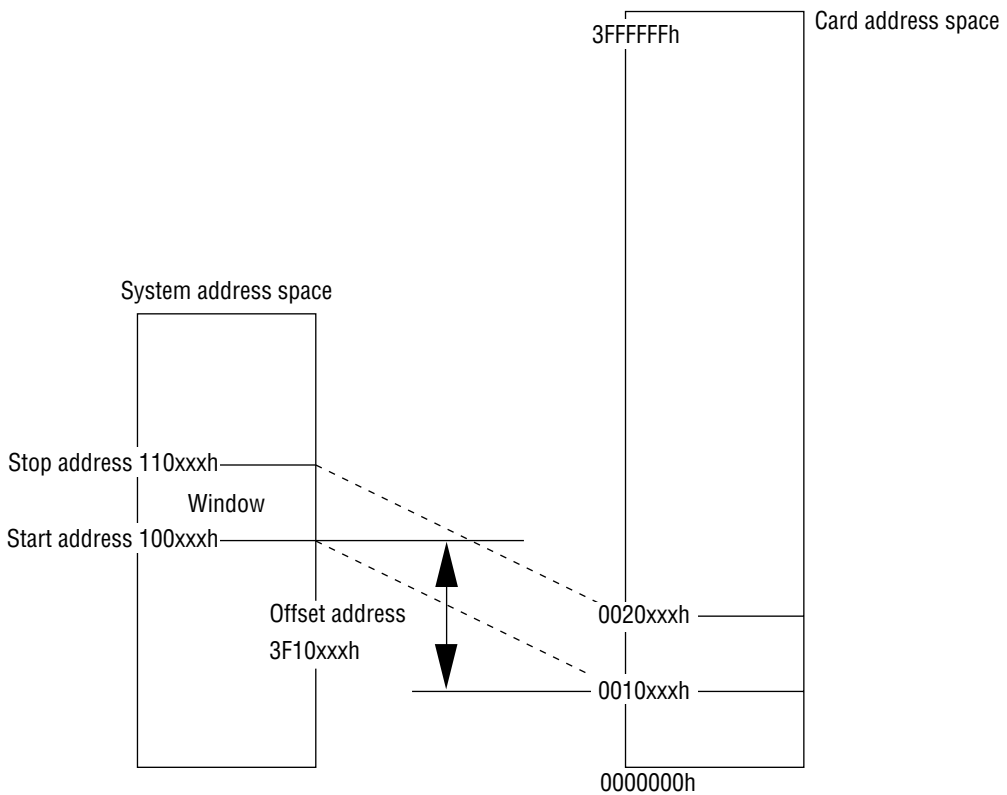 Card address space
3FFFFFFh
System address space
Stop address 110xxxh
Window
Start address 100xxxh
Offset address
3F10xxxh
0020xxxh
0010xxxh
0000000h